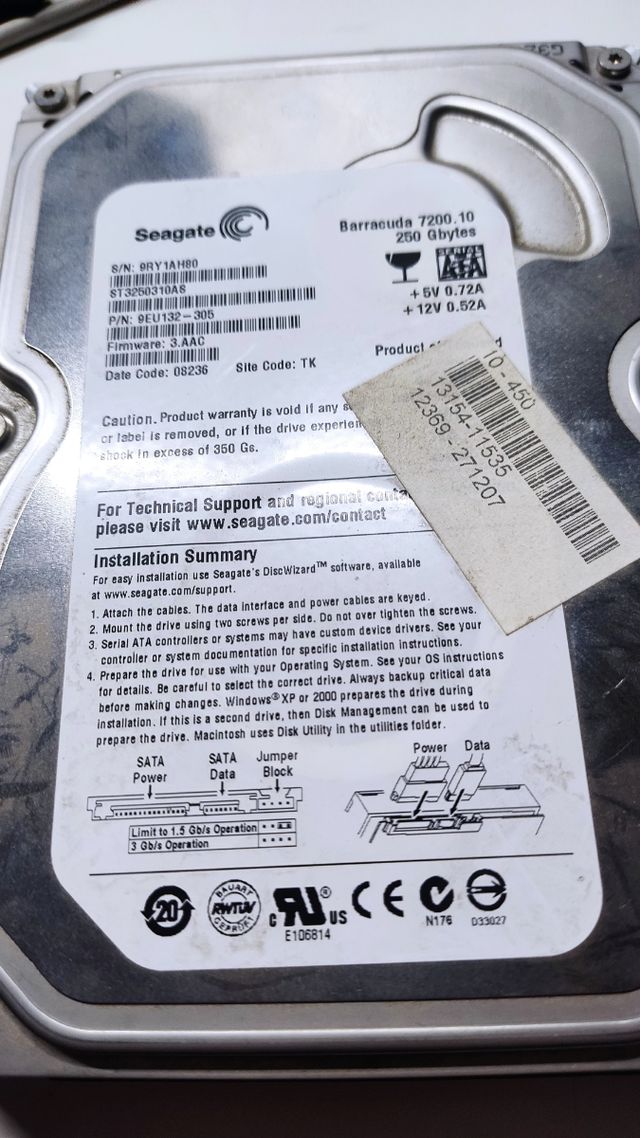 Seagate
Barracuda 7200.10
250 Gbytes
S/N: 9RY1AH80
ST3250310AS
P/N: 9EU132-305
Firmware: 3.AAC
Date Code: 08236 Site Code: TK
SERIAL
ATA
+5V 0.72A
+12V 0.52A
Product
10-450
13154-11535
12369-271207
Caution. Product warranty is void if any
or label is removed, or if the drive
shock in excess of 350 Gs.
For Technical Support and regional
please visit www.seagate.com/contact
Installation Summary
For easy installation use Seagate's DiscWizard™ software, available
at www.seagate.com/support.
1. Attach the cables. The data interface and power cables are keyed.
2. Mount the drive using two screws per side. Do not over tighten the screws.
3. Serial ATA controllers or systems may have custom device drivers. See your
controller or system documentation for specific installation instructions.
4. Prepare the drive for use with your Operating System. See your OS instructions
for details. Be careful to select the correct drive. Always backup critical data
before making changes. Windows® XP or 2000 prepares the drive during
installation. If this is a second drive, then Disk Management can be used to
prepare the drive. Macintosh uses Disk Utility in the utilities folder.
SATA Power
SATA Data
Jumper Block
Power Data
Limit to 1.5 Gb/s Operation
3 Gb/s Operation
20
BAUART
RWTÜV
GEPRÜFT
c RU ® US
E106814
CE
N176
D33027